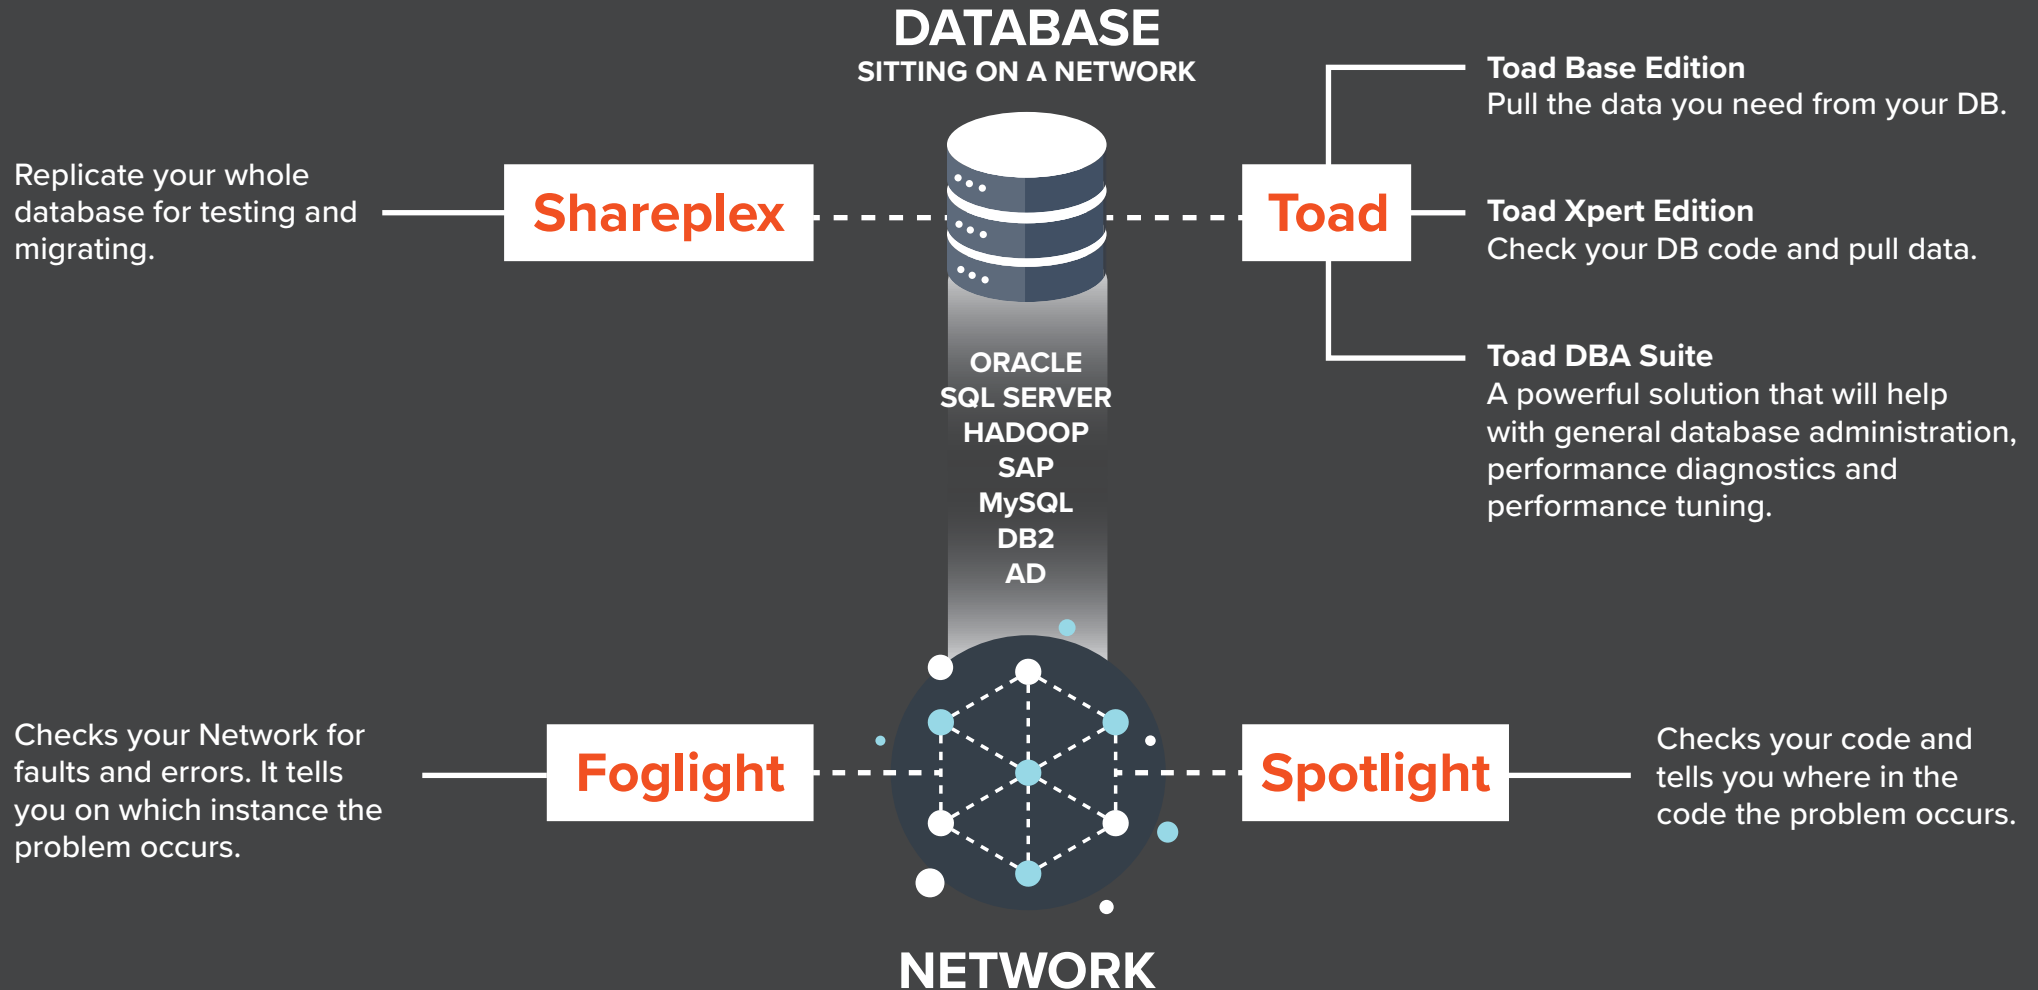 DATABASE
SITTING ON A NETWORK
Replicate your whole
database for testing and
migrating.
Shareplex
Toad
Toad Base Edition
Pull the data you need from your DB.
Toad Xpert Edition
Check your DB code and pull data.
Toad DBA Suite
A powerful solution that will help
with general database administration,
performance diagnostics and
performance tuning.
ORACLE
SQL SERVER
HADOOP
SAP
MySQL
DB2
AD
Checks your Network for
faults and errors. It tells
you on which instance the
problem occurs.
Foglight
Spotlight
Checks your code and
tells you where in the
code the problem occurs.
NETWORK